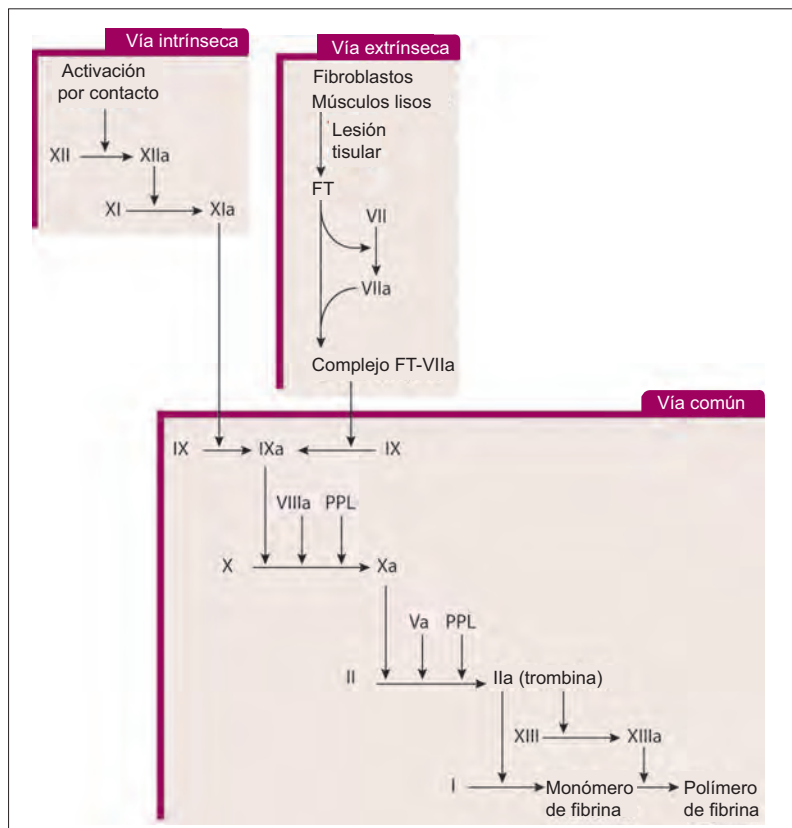 Vía intrínseca
Activación
por contacto
XII
XIIa
XI
XIa
Vía extrínseca
Fibroblastos
Músculos lisos
Lesión
tisular
FT
VII
VIIa
Complejo FT-VIIa
Vía común
IX
IXa
IX
VIIIa
PPL
X
Xa
Va
PPL
II
IIa (trombina)
XIII
XIIIa
I
Monómero
de fibrina
Polímero
de fibrina